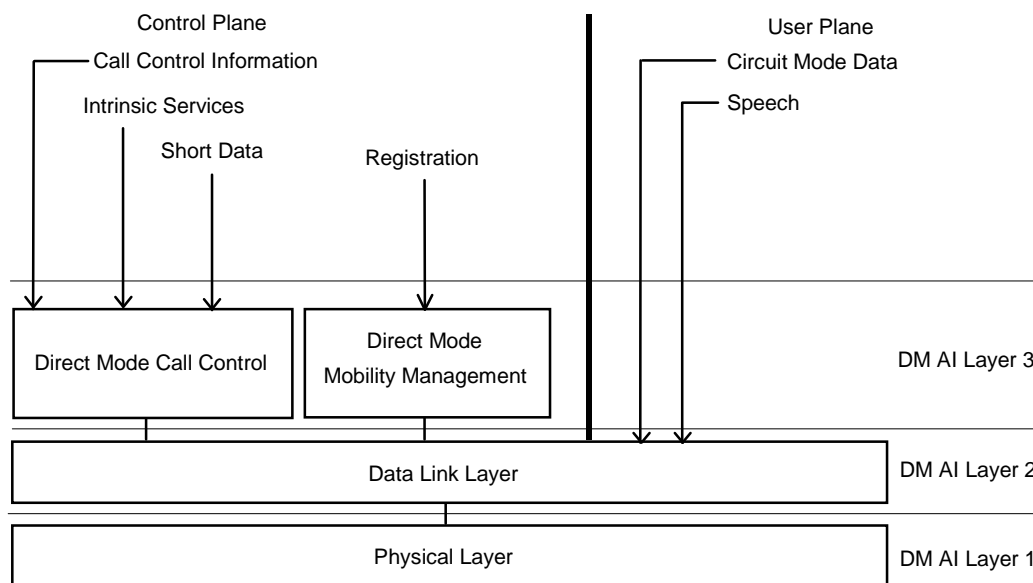 Control Plane
User Plane
Call Control Information
Circuit Mode Data
Intrinsic Services
Speech
Short Data
Registration
Direct Mode Call Control
Direct Mode
Mobility Management
DM AI Layer 3
Data Link Layer
DM AI Layer 2
Physical Layer
DM AI Layer 1